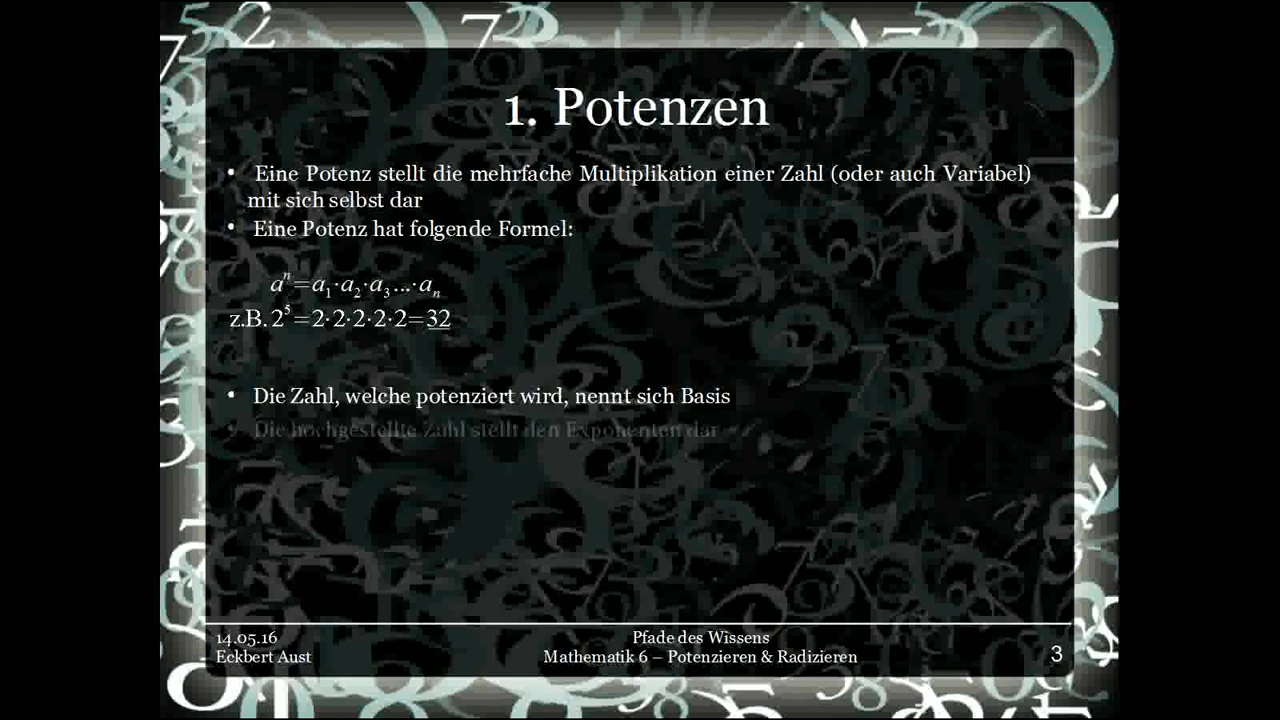 1. Potenzen
• Eine Potenz stellt die mehrfache Multiplikation einer Zahl (oder auch Variabel)
mit sich selbst dar
• Eine Potenz hat folgende Formel:
aⁿ=a₁·a₂·a₃...·aₙ
z.B. 2⁵=2·2·2·2·2=32
• Die Zahl, welche potenziert wird, nennt sich Basis
• Die hochgestellte Zahl stellt den Exponenten dar
14.05.16
Eckbert Aust
Pfade des Wissens
Mathematik 6 – Potenzieren & Radizieren
3